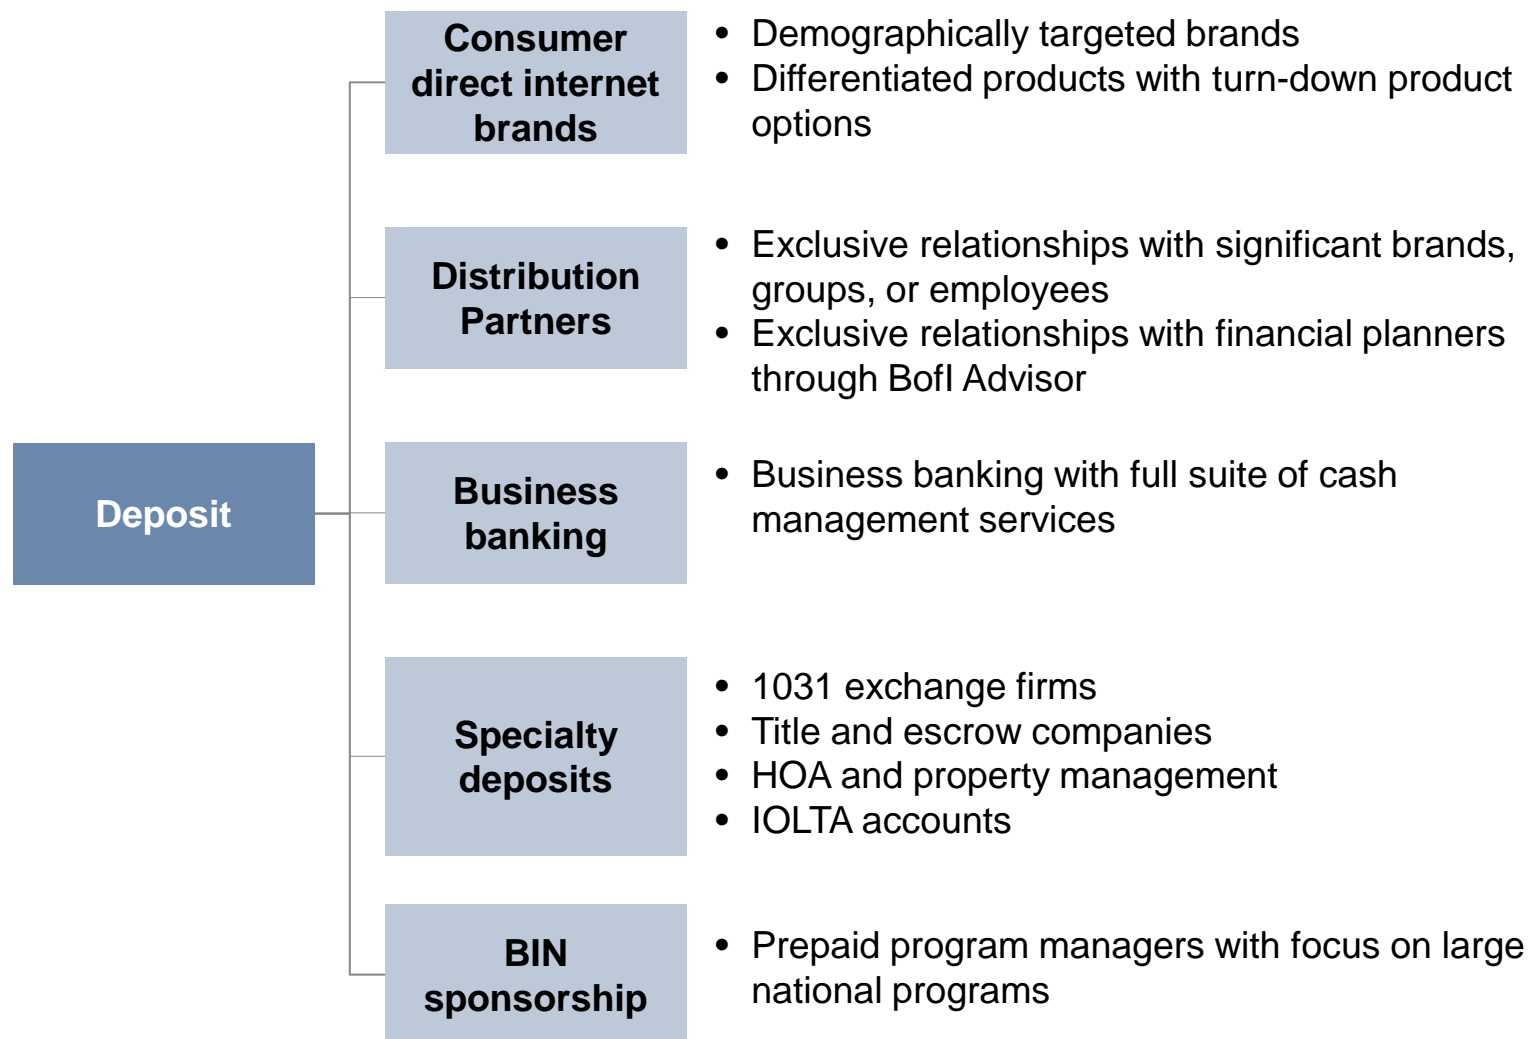 Consumer
direct internet
brands
• Demographically targeted brands
• Differentiated products with turn-down product
options
Distribution
Partners
• Exclusive relationships with significant brands,
groups, or employees
• Exclusive relationships with financial planners
through BofI Advisor
Deposit
Business
banking
• Business banking with full suite of cash
management services
Specialty
deposits
• 1031 exchange firms
• Title and escrow companies
• HOA and property management
• IOLTA accounts
BIN
sponsorship
• Prepaid program managers with focus on large
national programs